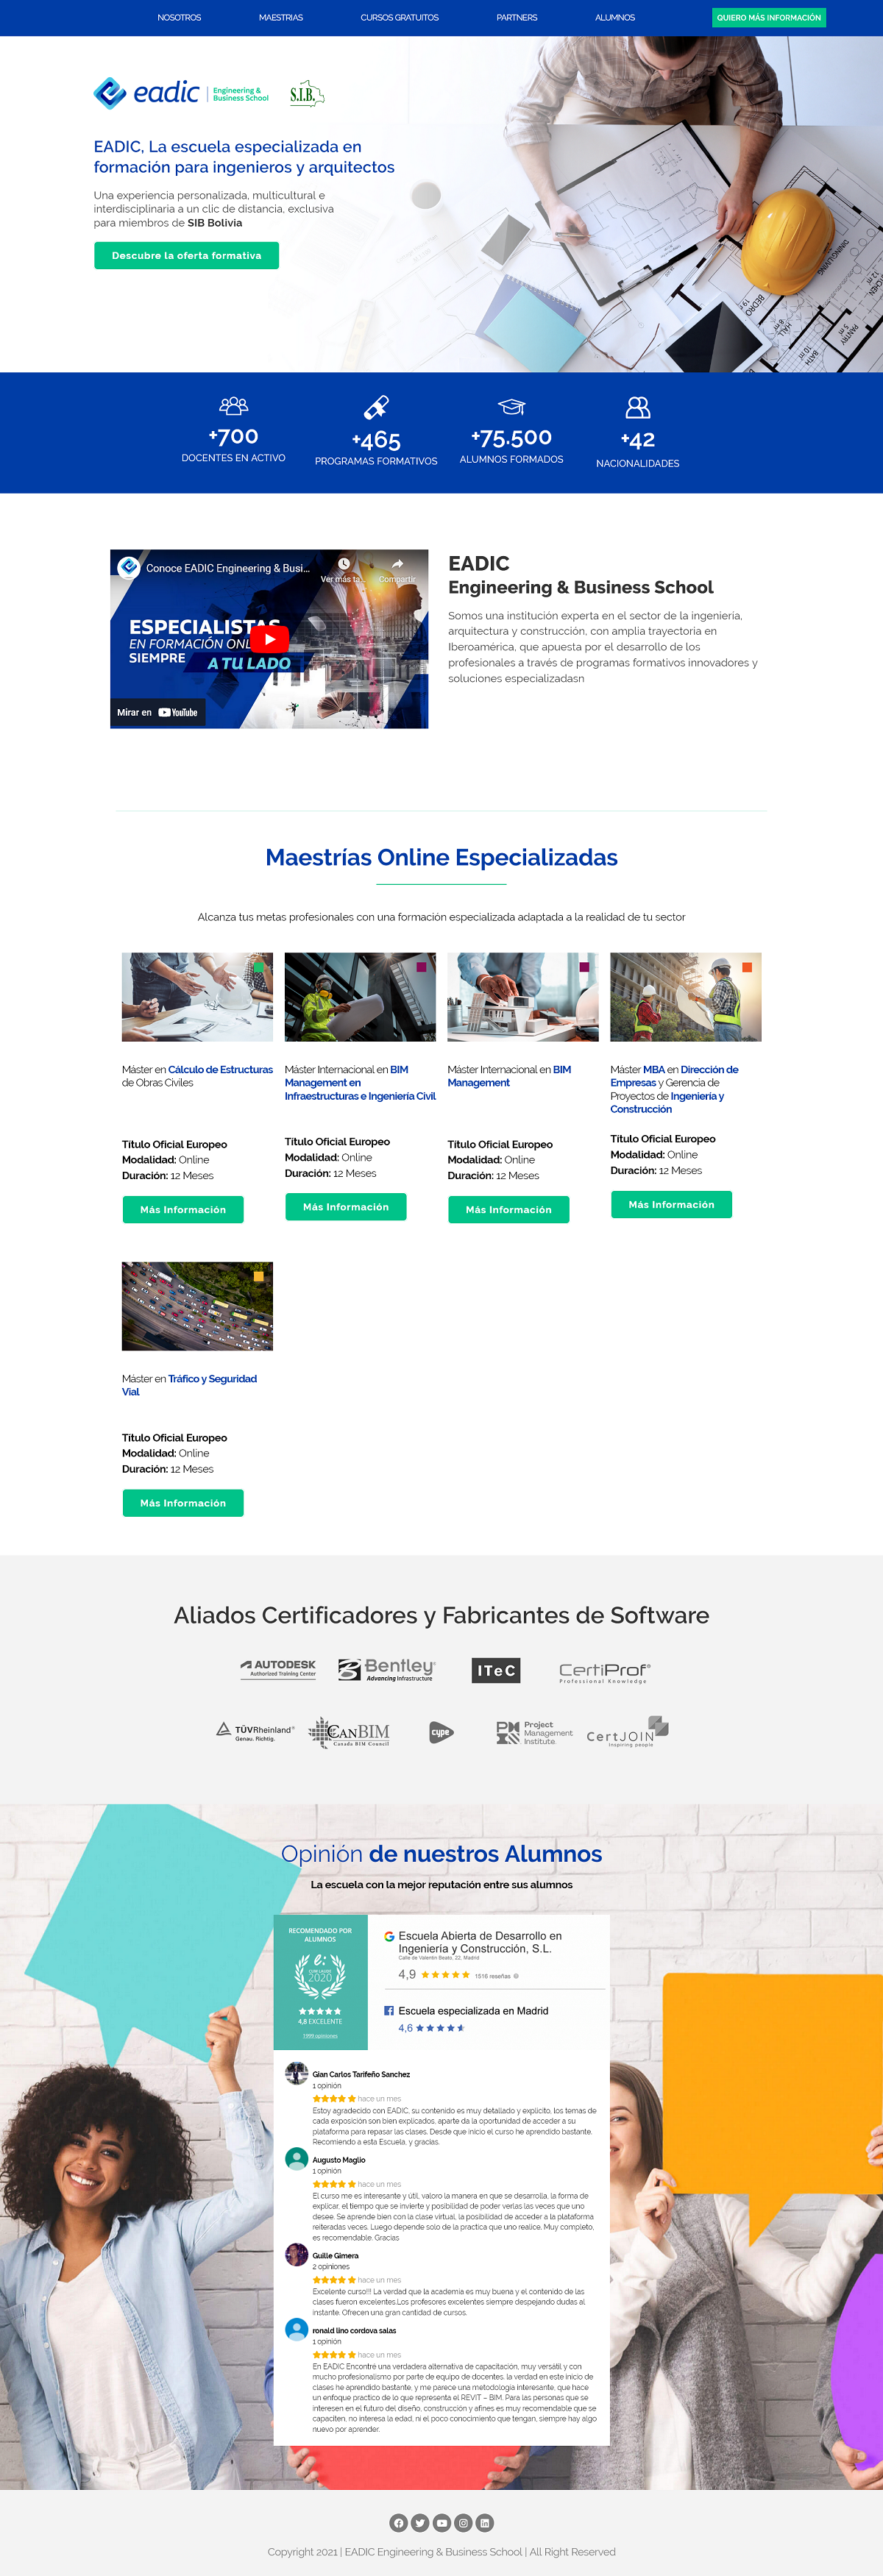 NOSOTROS
MAESTRIAS
CURSOS GRATUITOS
PARTNERS
ALUMNOS
QUIERO MÁS INFORMACIÓN
eadic
Engineering &
Business School
S.I.B.
EADIC, La escuela especializada en
formación para ingenieros y arquitectos
Una experiencia personalizada, multicultural e
interdisciplinaria a un clic de distancia, exclusiva
para miembros de SIB Bolivia
Descubre la oferta formativa
DINING/LIVING
BEDRO
HALL
8 m²
PANTRY
5 m²
BATH
10 m²
+700
DOCENTES EN ACTIVO
+465
PROGRAMAS FORMATIVOS
+75.500
ALUMNOS FORMADOS
+42
NACIONALIDADES
Conoce EADIC Engineering & Busi...
Ver más ta...
Compartir
ESPECIALISTAS
EN FORMACIÓN ONL
SIEMPRE
A TU LADO
Mirar en YouTube
EADIC
Engineering & Business School
Somos una institución experta en el sector de la ingeniería,
arquitectura y construcción, con amplia trayectoria en
Iberoamérica, que apuesta por el desarrollo de los
profesionales a través de programas formativos innovadores y
soluciones especializadasn
Maestrías Online Especializadas
Alcanza tus metas profesionales con una formación especializada adaptada a la realidad de tu sector
Máster en Cálculo de Estructuras
de Obras Civiles
Título Oficial Europeo
Modalidad: Online
Duración: 12 Meses
Más Información
Máster Internacional en BIM
Management en
Infraestructuras e Ingeniería Civil
Título Oficial Europeo
Modalidad: Online
Duración: 12 Meses
Más Información
Máster Internacional en BIM
Management
Título Oficial Europeo
Modalidad: Online
Duración: 12 Meses
Más Información
Máster MBA en Dirección de
Empresas y Gerencia de
Proyectos de Ingeniería y
Construcción
Título Oficial Europeo
Modalidad: Online
Duración: 12 Meses
Más Información
Máster en Tráfico y Seguridad
Vial
Título Oficial Europeo
Modalidad: Online
Duración: 12 Meses
Más Información
Aliados Certificadores y Fabricantes de Software
AUTODESK
Authorized Training Center
Bentley®
Advancing Infrastructure
ITeC
CertiProf®
Professional Knowledge
TÜVRheinland®
Genau. Richtig.
CANBIM
Canada BIM Council
cype
Project
Management
Institute.
CertJOIN
Inspiring people
Opinión de nuestros Alumnos
La escuela con la mejor reputación entre sus alumnos
RECOMENDADO POR
ALUMNOS
2020
4,8 EXCELENTE
1999 opiniones
Escuela Abierta de Desarrollo en
Ingeniería y Construcción, S.L.
Calle de Valentín Beato, 22, Madrid
4,9
1516 reseñas
Escuela especializada en Madrid
4,6
Gian Carlos Tarifeño Sanchez
1 opinión
hace un mes
Estoy agradecido con EADIC, su contenido es muy detallado y explicito, los temas de
cada exposición son bien explicados, aparte da la oportunidad de acceder a su
plataforma para repasar las clases. Desde que inicio el curso he aprendido bastante.
Recomiendo a esta Escuela, y gracias.
Augusto Maglio
1 opinión
hace un mes
El curso me es interesante y útil, valoro la manera en que se desarrolla, la forma de
explicar, el tiempo que se invierte y posibilidad de poder verlas las veces que uno
desee. Se aprende bien con la clase virtual, la posibilidad de acceder a la plataforma
reiteradas veces. Luego depende solo de la practica que uno realice. Muy completo,
es recomendable. Gracias
Guille Gimera
2 opiniones
hace un mes
Excelente curso!!! La verdad que la academia es muy buena y el contenido de las
clases fueron excelentes.Los profesores excelentes siempre despejando dudas al
instante. Ofrecen una gran cantidad de cursos.
ronald lino cordova salas
1 opinión
hace un mes
En EADIC Encontré una verdadera alternativa de capacitación, muy versátil y con
mucho profesionalismo por parte de equipo de docentes, la verdad en este inicio de
clases he aprendido bastante, y me parece una metodología interesante, que hace
un enfoque practico de lo que representa el REVIT – BIM. Para las personas que se
interesen en el futuro del diseño, construcción y afines es muy recomendable que se
capaciten, no interesa la edad, ni el poco conocimiento que tengan, siempre hay algo
nuevo por aprender.
Copyright 2021 | EADIC Engineering & Business School | All Right Reserved